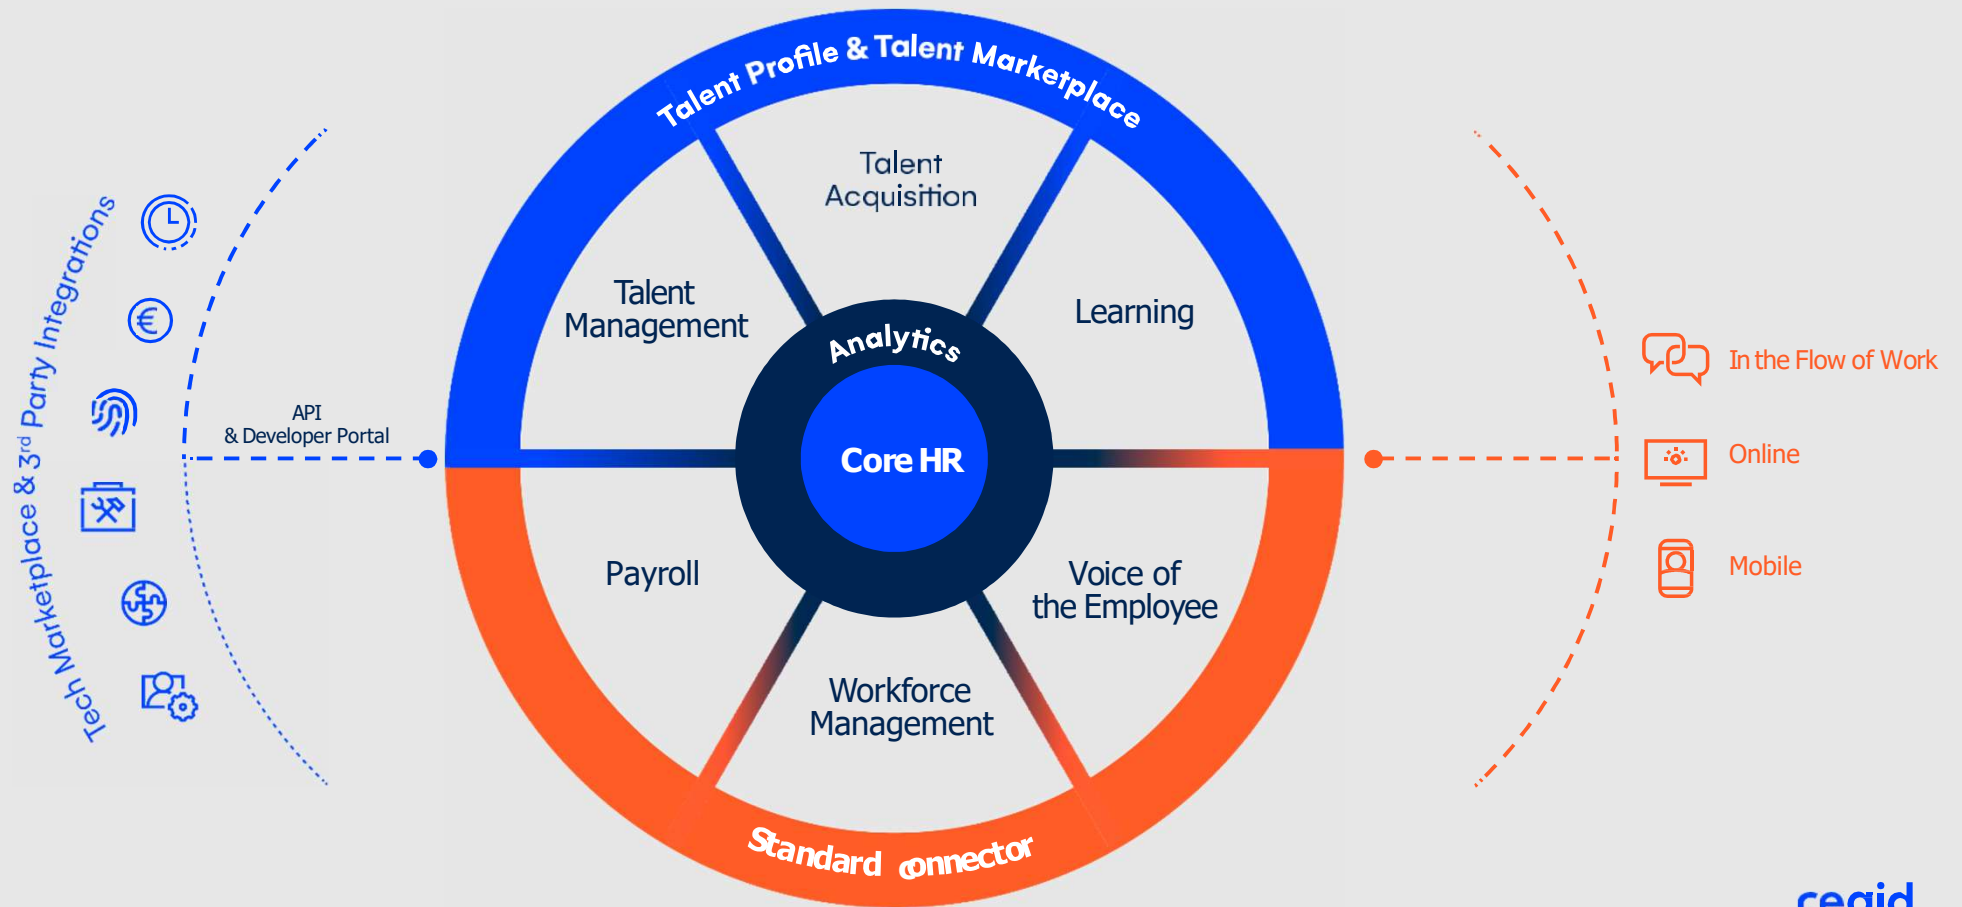 Talent Profile & Talent Marketplace
Talent
Acquisition
Talent
Management
Learning
Analytics
Core HR
Payroll
Voice of
the Employee
Workforce
Management
Standard connector
Tech Marketplace & 3rd Party Integrations
API
& Developer Portal
In the Flow of Work
Online
Mobile
cegid